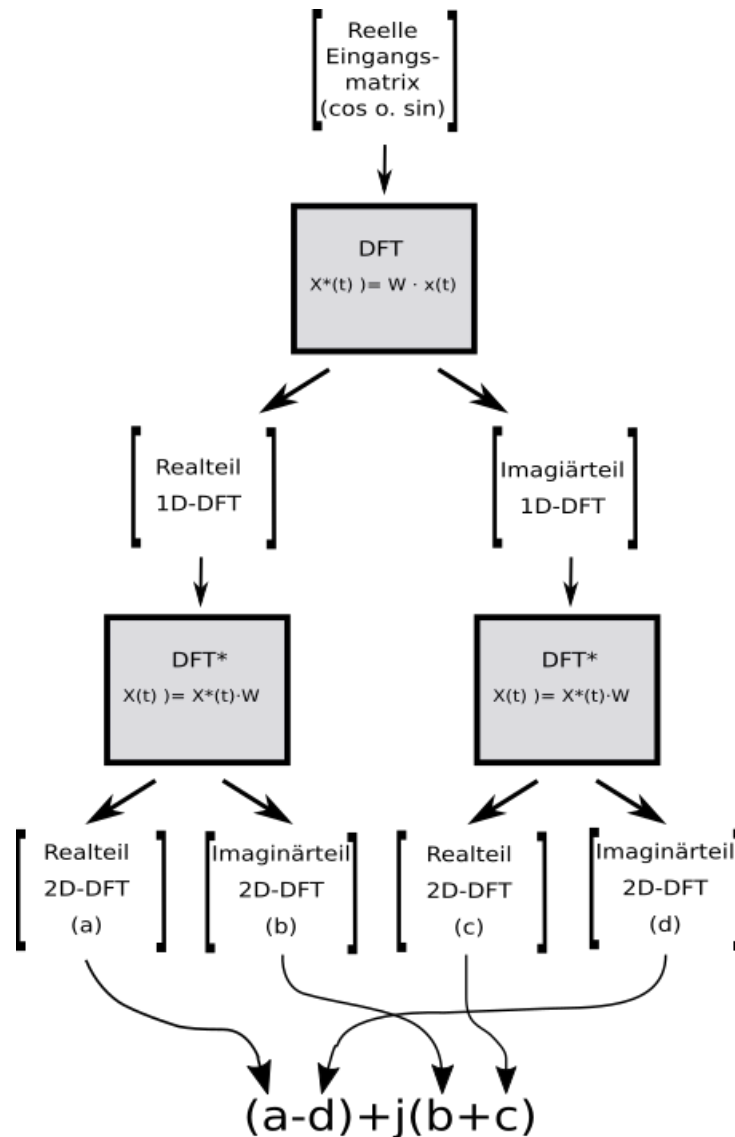 Reelle
Eingangs-
matrix
(cos o. sin)
DFT
X*(t) )= W · x(t)
Realteil
1D-DFT
Imagiärteil
1D-DFT
DFT*
X(t) )= X*(t)·W
DFT*
X(t) )= X*(t)·W
Realteil
2D-DFT
(a)
Imaginärteil
2D-DFT
(b)
Realteil
2D-DFT
(c)
Imaginärteil
2D-DFT
(d)
(a-d)+j(b+c)